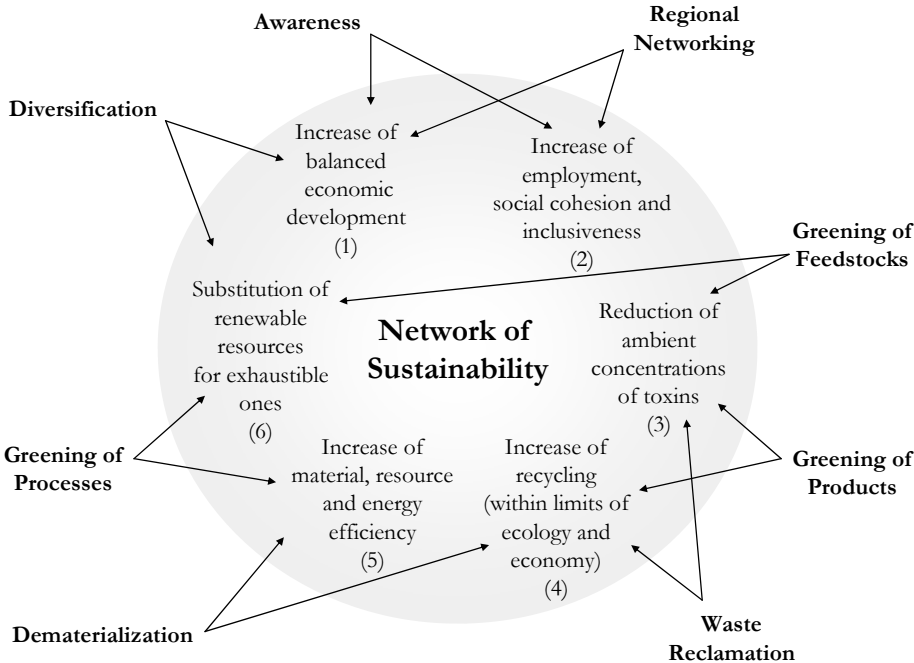 Awareness
Regional
Networking
Diversification
Increase of
balanced
economic
development
(1)
Increase of
employment,
social cohesion and
inclusiveness
(2)
Greening of
Feedstocks
Substitution of
renewable
resources
for exhaustible
ones
(6)
Network of
Sustainability
Reduction of
ambient
concentrations
of toxins
(3)
Greening of
Processes
Increase of
material, resource
and energy
efficiency
(5)
Increase of
recycling
(within limits of
ecology and
economy)
(4)
Greening of
Products
Dematerialization
Waste
Reclamation